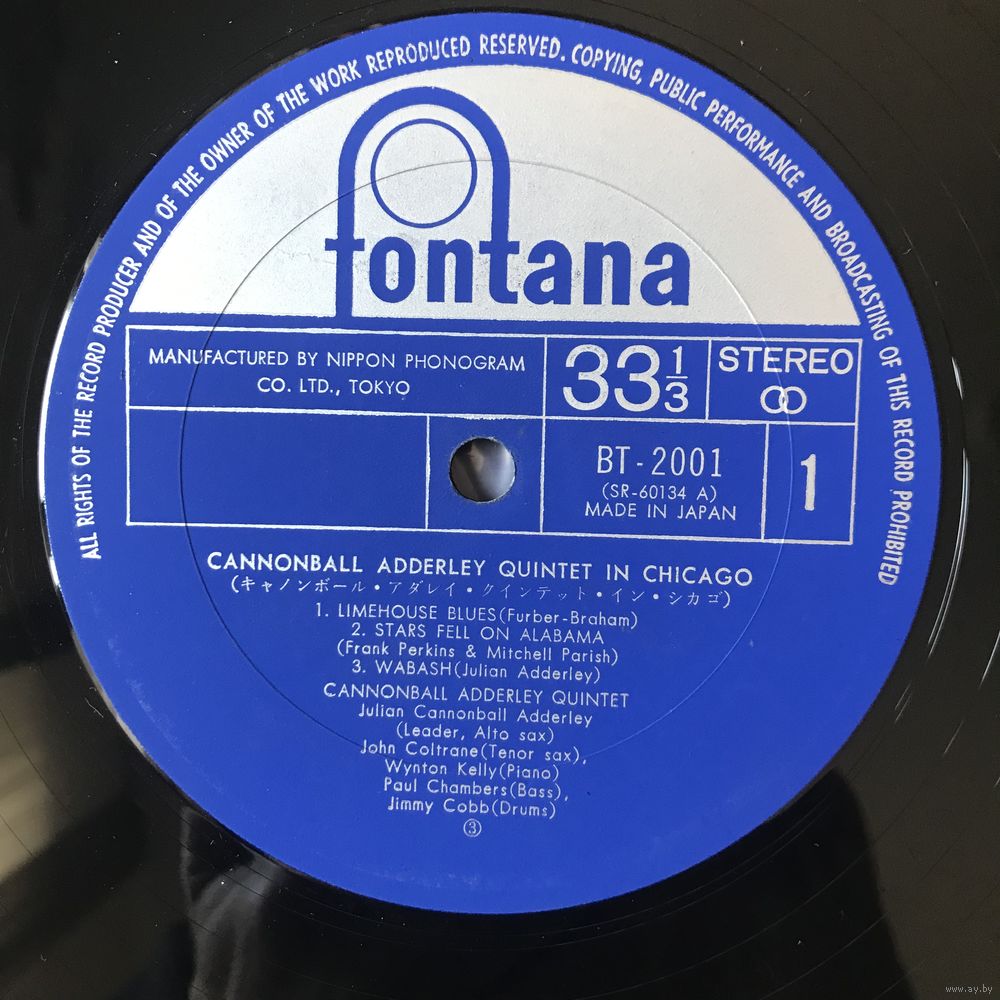 ALL RIGHTS OF THE RECORD PRODUCER AND OF THE OWNER OF THE WORK REPRODUCED RESERVED. COPYING, PUBLIC PERFORMANCE AND BROADCASTING OF THIS RECORD PROHIBITED
fontana
MANUFACTURED BY NIPPON PHONOGRAM
CO. LTD., TOKYO
33 1/3
STEREO
BT-2001
(SR-60134 A)
MADE IN JAPAN
1
CANNONBALL ADDERLEY QUINTET IN CHICAGO
(キャノンボール・アダレイ・クインテット・イン・シカゴ)
1. LIMEHOUSE BLUES(Furber-Braham)
2. STARS FELL ON ALABAMA
(Frank Perkins & Mitchell Parish)
3. WABASH(Julian Adderley)
CANNONBALL ADDERLEY QUINTET
Julian Cannonball Adderley
(Leader, Alto sax)
John Coltrane(Tenor sax),
Wynton Kelly(Piano)
Paul Chambers(Bass),
Jimmy Cobb(Drums)
③
www.ay.by